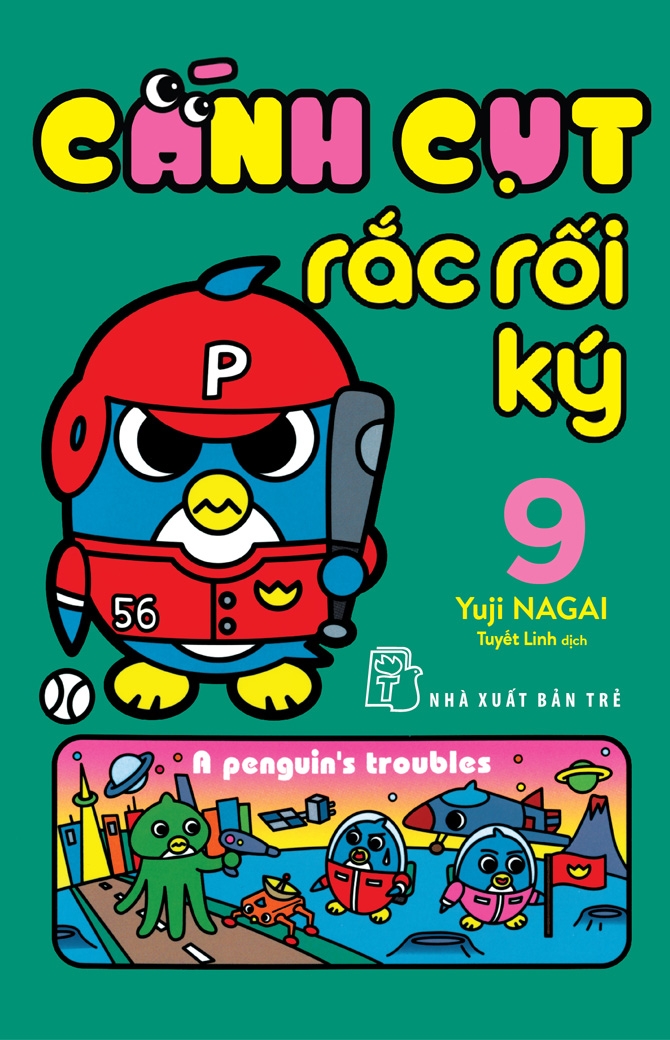 CÁNH CỤT
rắc rối
ký
P
9
56
Yuji NAGAI
Tuyết Linh dịch
T
NHÀ XUẤT BẢN TRẺ
A penguin's troubles